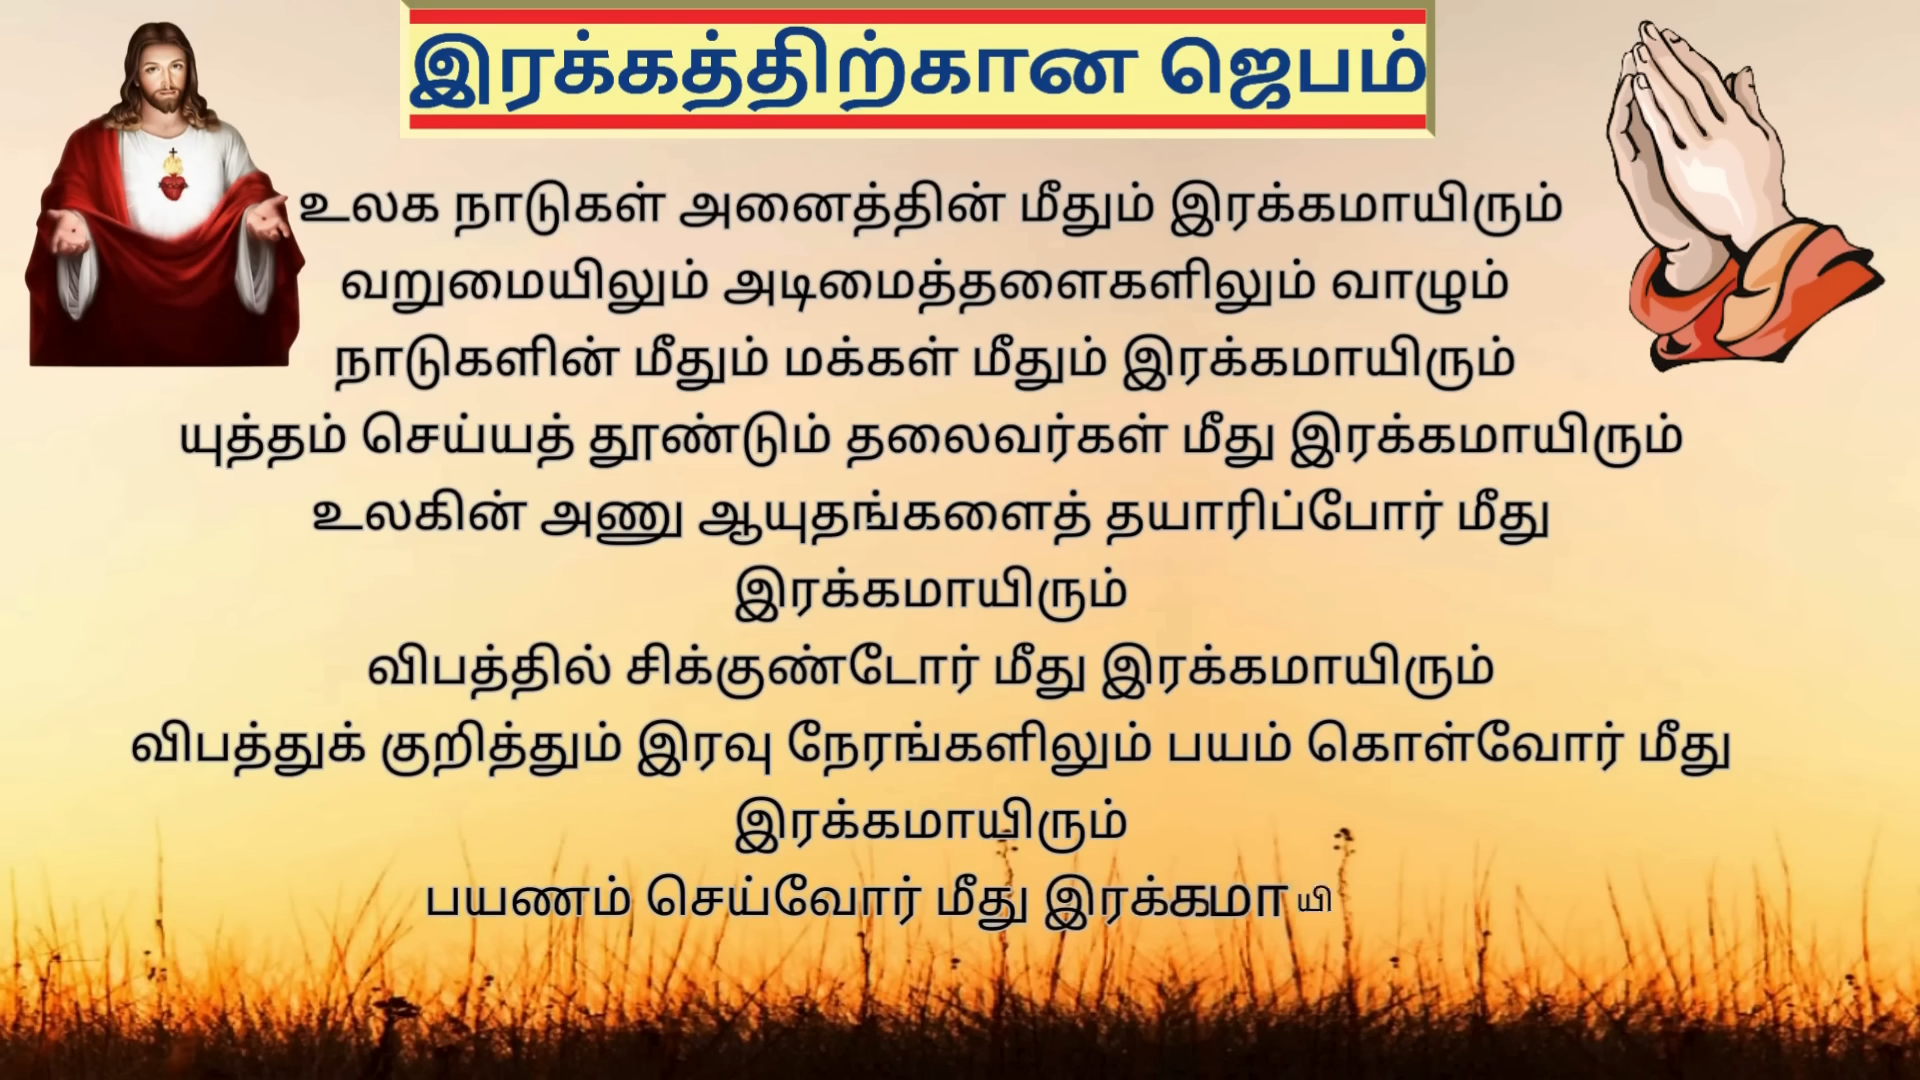 இரக்கத்திற்கான ஜெபம்
உலக நாடுகள் அனைத்தின் மீதும் இரக்கமாயிரும்
வறுமையிலும் அடிமைத்தளைகளிலும் வாழும்
நாடுகளின் மீதும் மக்கள் மீதும் இரக்கமாயிரும்
யுத்தம் செய்யத் தூண்டும் தலைவர்கள் மீது இரக்கமாயிரும்
உலகின் அணு ஆயுதங்களைத் தயாரிப்போர் மீது
இரக்கமாயிரும்
விபத்தில் சிக்குண்டோர் மீது இரக்கமாயிரும்
விபத்துக் குறித்தும் இரவு நேரங்களிலும் பயம் கொள்வோர் மீது
இரக்கமாயிரும்
பயணம் செய்வோர் மீது இரக்கமாயி